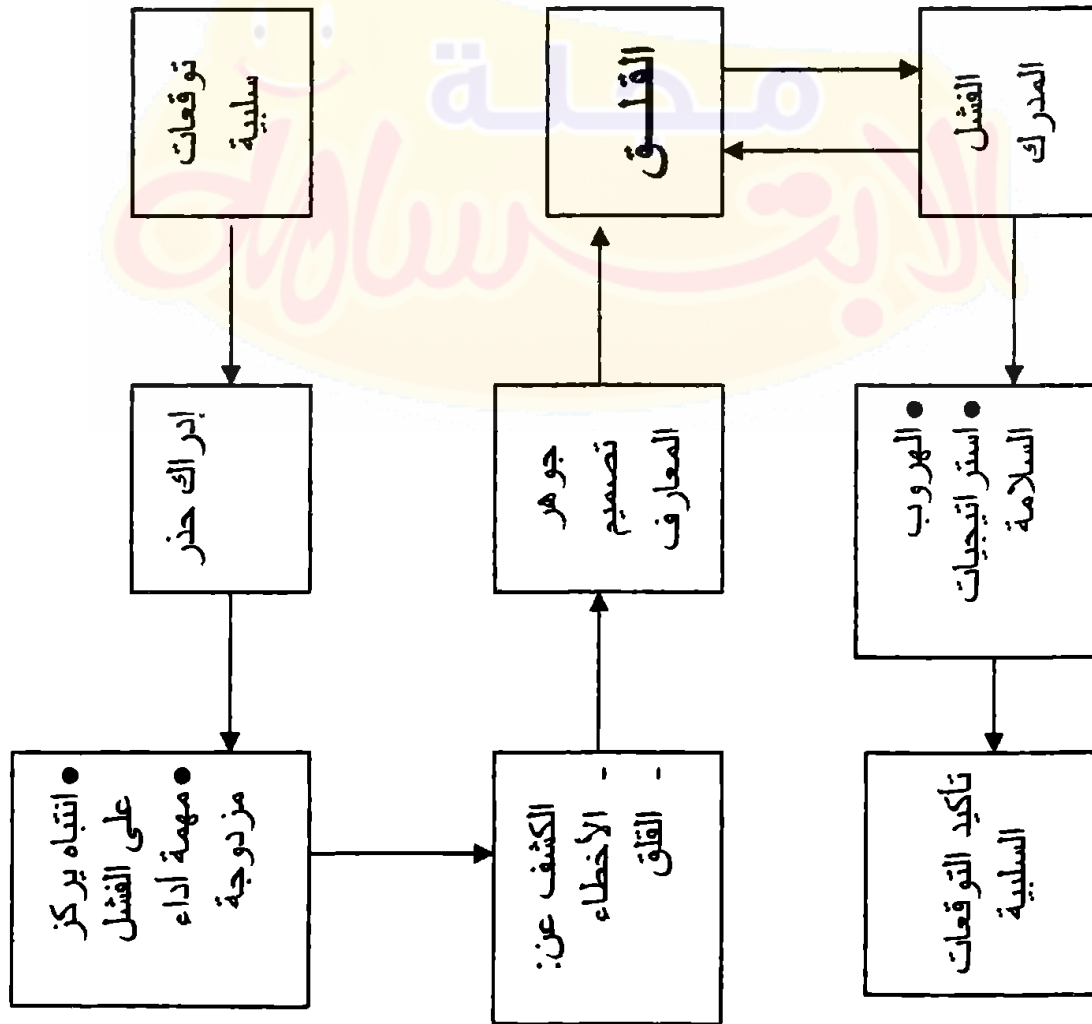 توقعات
سلبية
إدراك حذر
● انتباه يركز
على الفشل
● مهمة أداء
مزدوجة
الكشف عن:
- الأخطاء
- القلق
جوهر
تصميم
المعارف
القلق
الفشل
المدرك
● الهروب
● استراتيجيات
السلامة
تأكيد التوقعات
السلبية
مجلة
الابتسامة